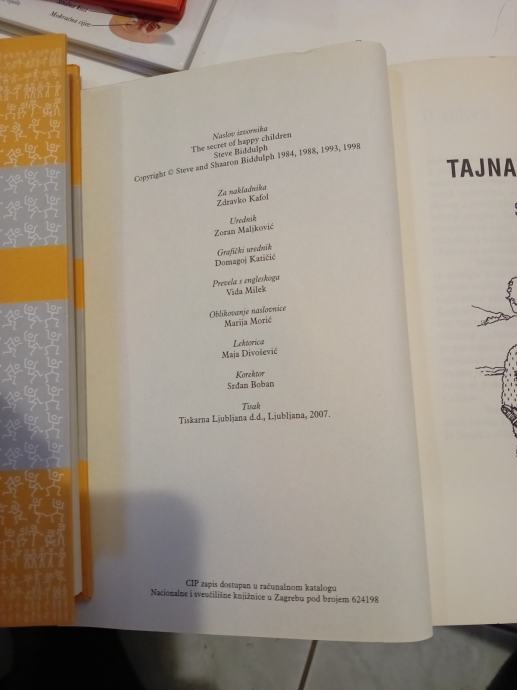 Mokraćna cijev
Naslov izvornika
The secret of happy children
Steve Biddulph
Copyright © Steve and Shaaron Biddulph 1984, 1988, 1993, 1998
Za nakladnika
Zdravko Kafol
Urednik
Zoran Maljković
Grafički urednik
Domagoj Katičić
Prevela s engleskoga
Vida Milek
Oblikovanje naslovnice
Marija Morić
Lektorica
Maja Divošević
Korektor
Srđan Boban
Tisak
Tiskarna Ljubljana d.d., Ljubljana, 2007.
CIP zapis dostupan u računalnom katalogu
Nacionalne i sveučilišne knjižnice u Zagrebu pod brojem 624198
TAJNA
S